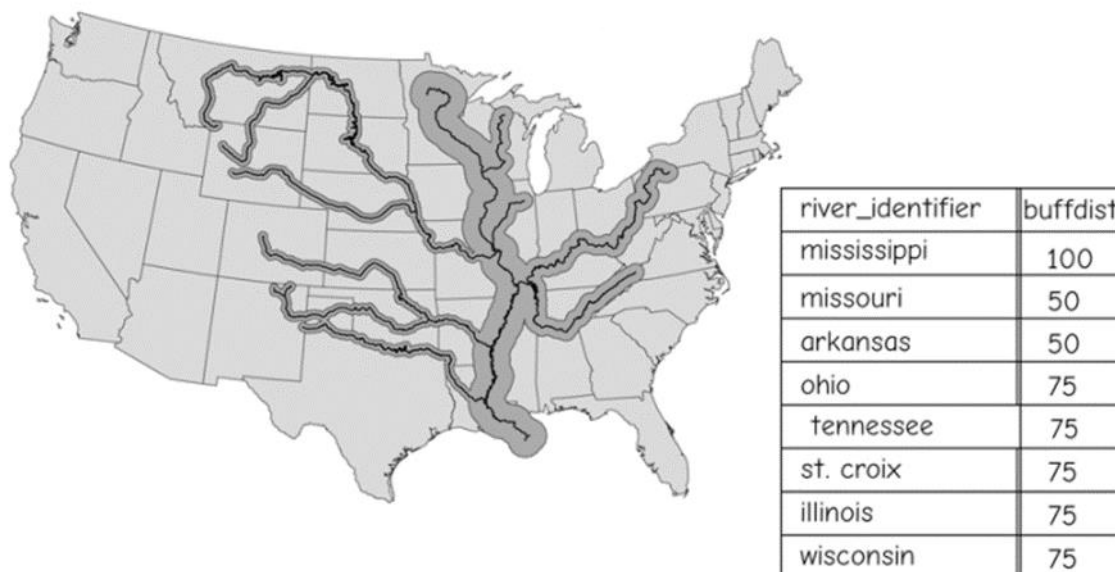 river_identifier buffdist
mississippi 100
missouri 50
arkansas 50
ohio 75
tennessee 75
st. croix 75
illinois 75
wisconsin 75